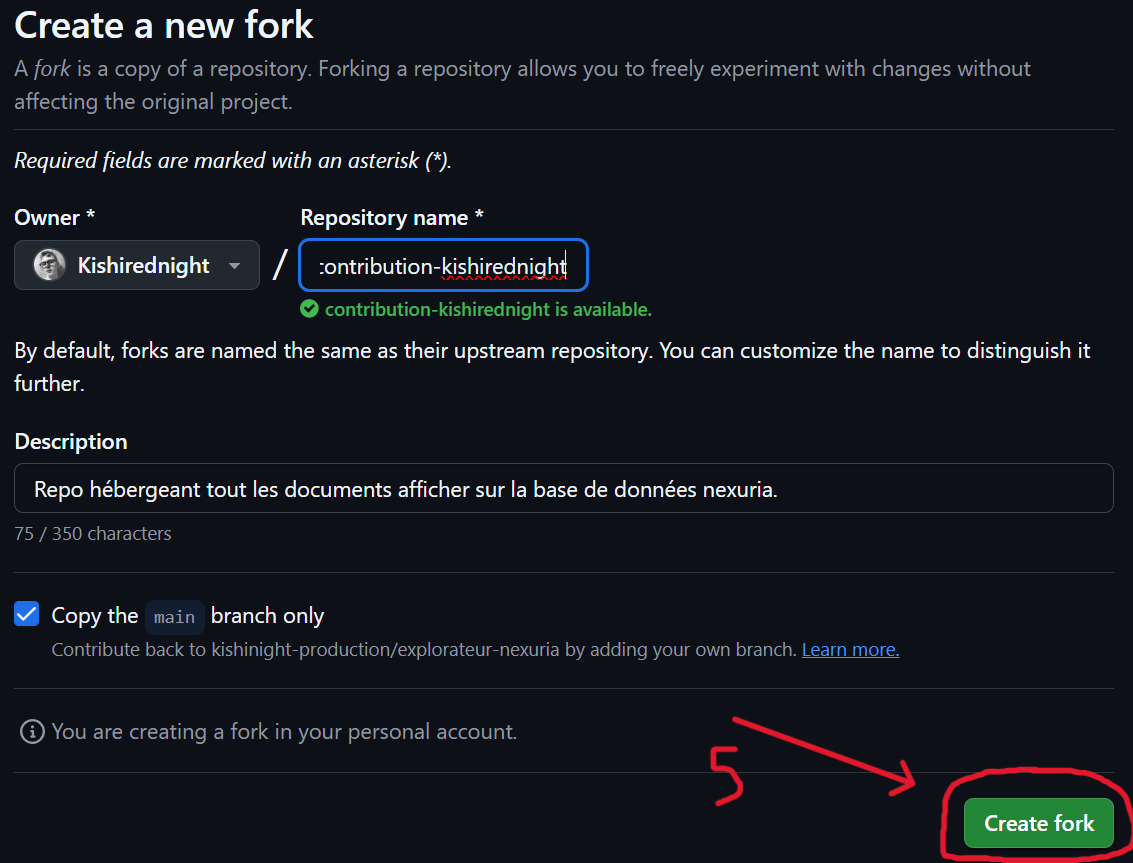 Create a new fork
A fork is a copy of a repository. Forking a repository allows you to freely experiment with changes without
affecting the original project.
Required fields are marked with an asterisk (*).
Owner *
Repository name *
Kishirednight
/
contribution-kishirednight
contribution-kishirednight is available.
By default, forks are named the same as their upstream repository. You can customize the name to distinguish it
further.
Description
Repo hébergeant tout les documents afficher sur la base de données nexuria.
75 / 350 characters
Copy the main branch only
Contribute back to kishinight-production/explorateur-nexuria by adding your own branch. Learn more.
You are creating a fork in your personal account.
5
Create fork